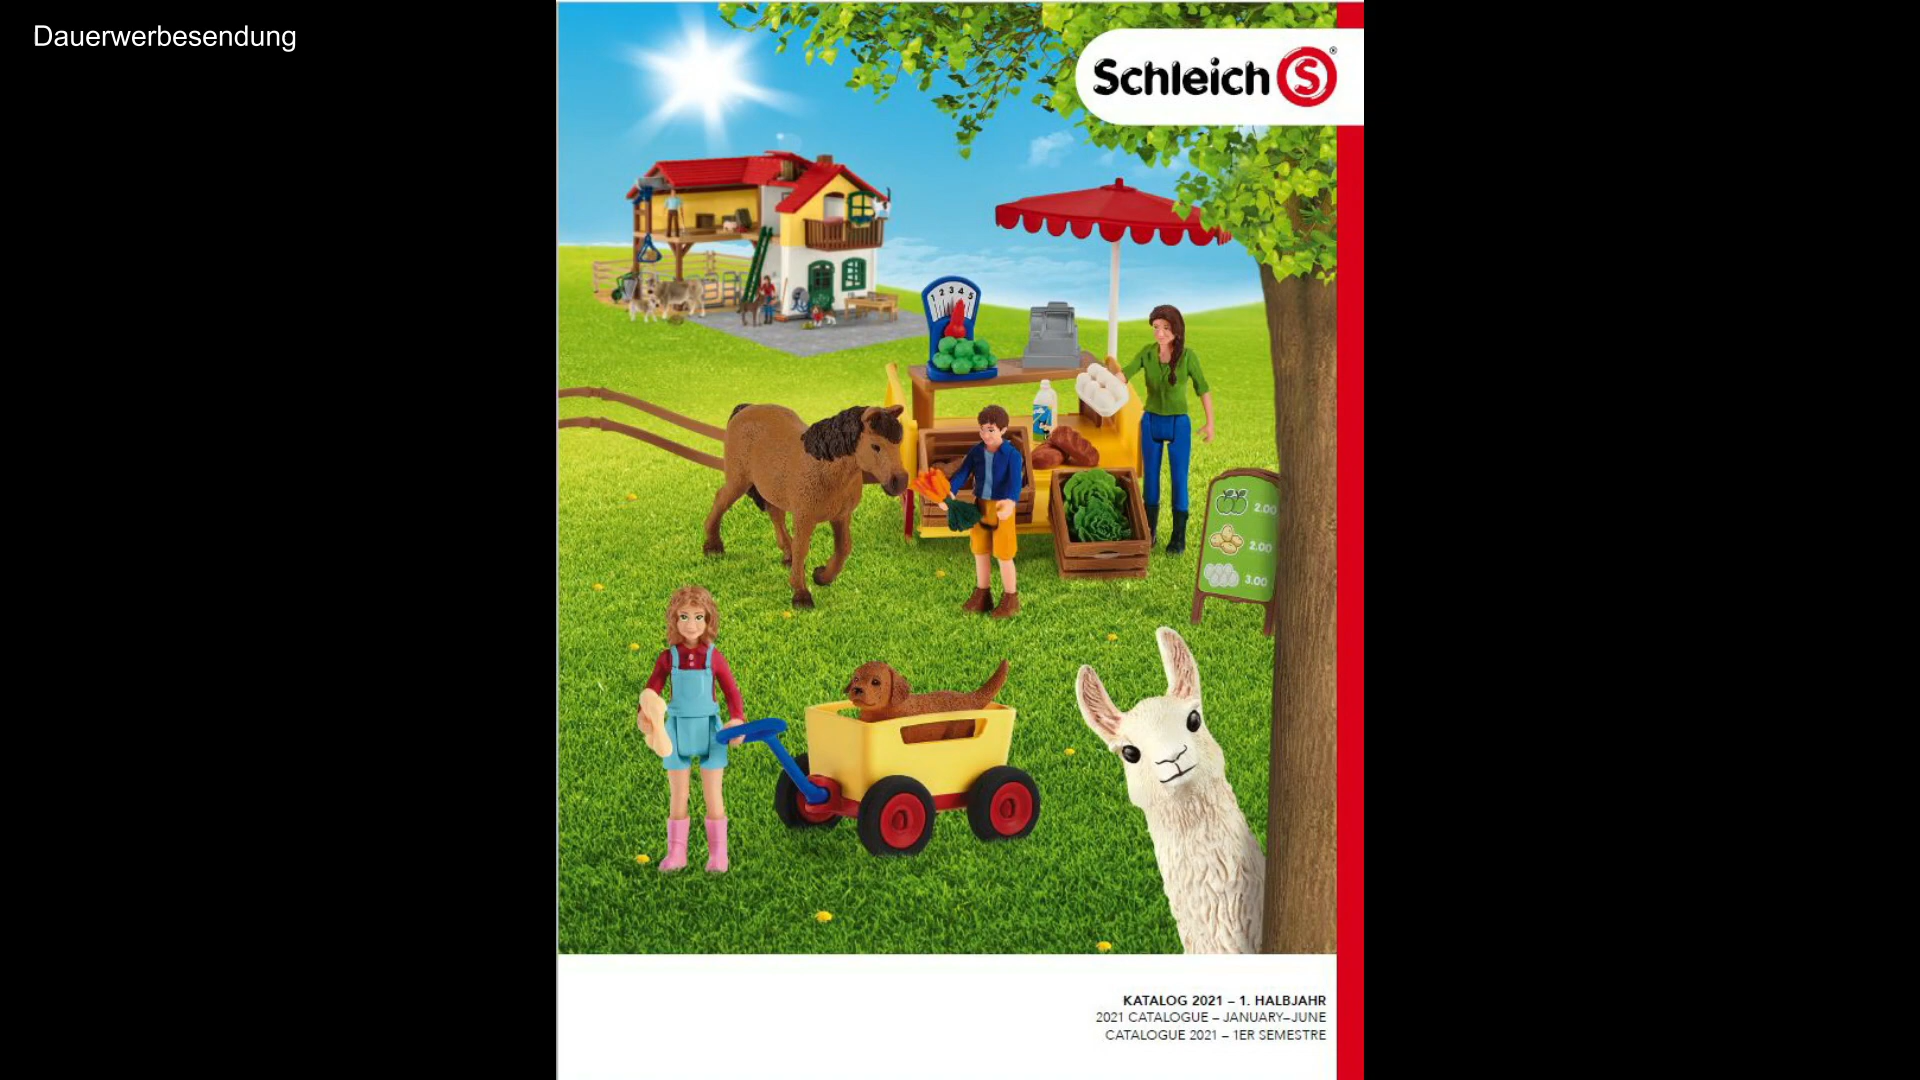 Dauerwerbesendung
Schleich S®
1 2 3 4 5
2.00
2.00
3.00
KATALOG 2021 – 1. HALBJAHR
2021 CATALOGUE – JANUARY–JUNE
CATALOGUE 2021 – 1ER SEMESTRE